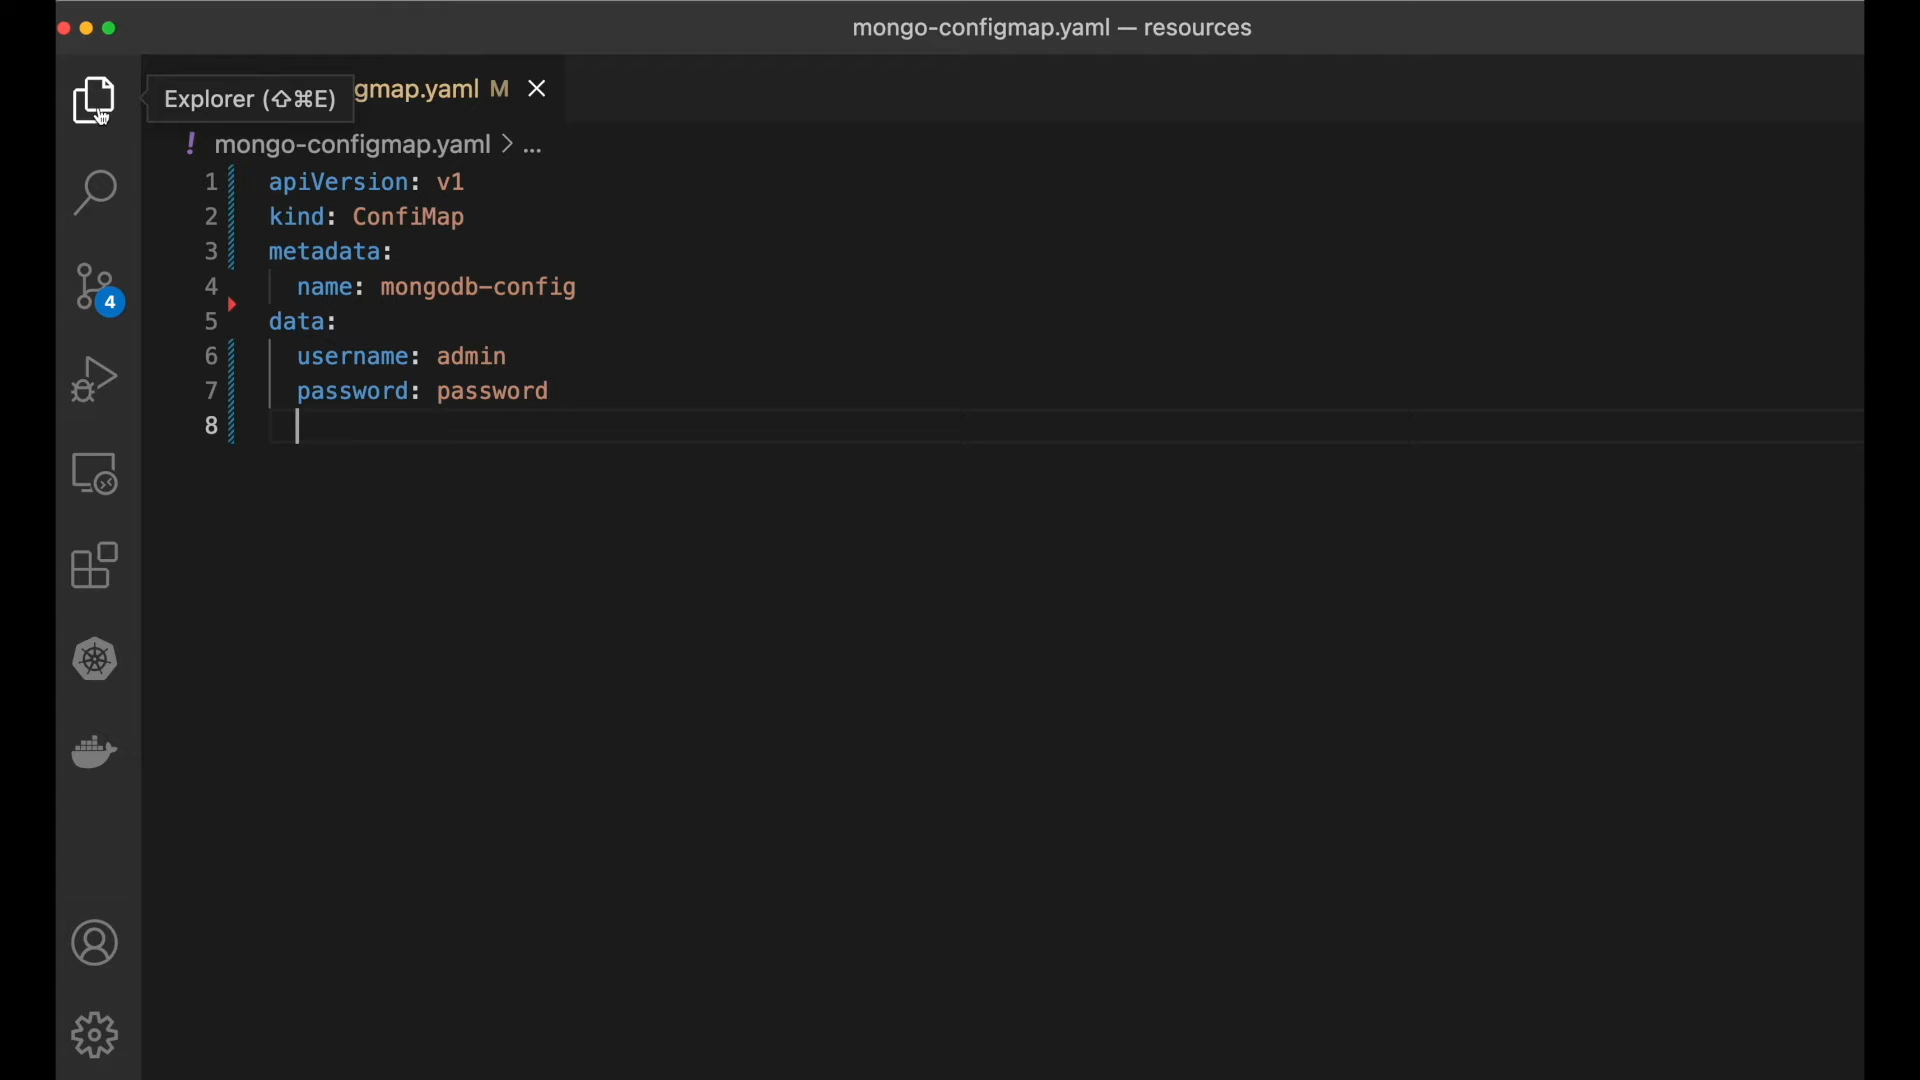 mongo-configmap.yaml — resources
Explorer (⇧⌘E)
gmap.yaml M
! mongo-configmap.yaml > ...
1 apiVersion: v1
2 kind: ConfiMap
3 metadata:
4 name: mongodb-config
5 data:
6 username: admin
7 password: password
8
4